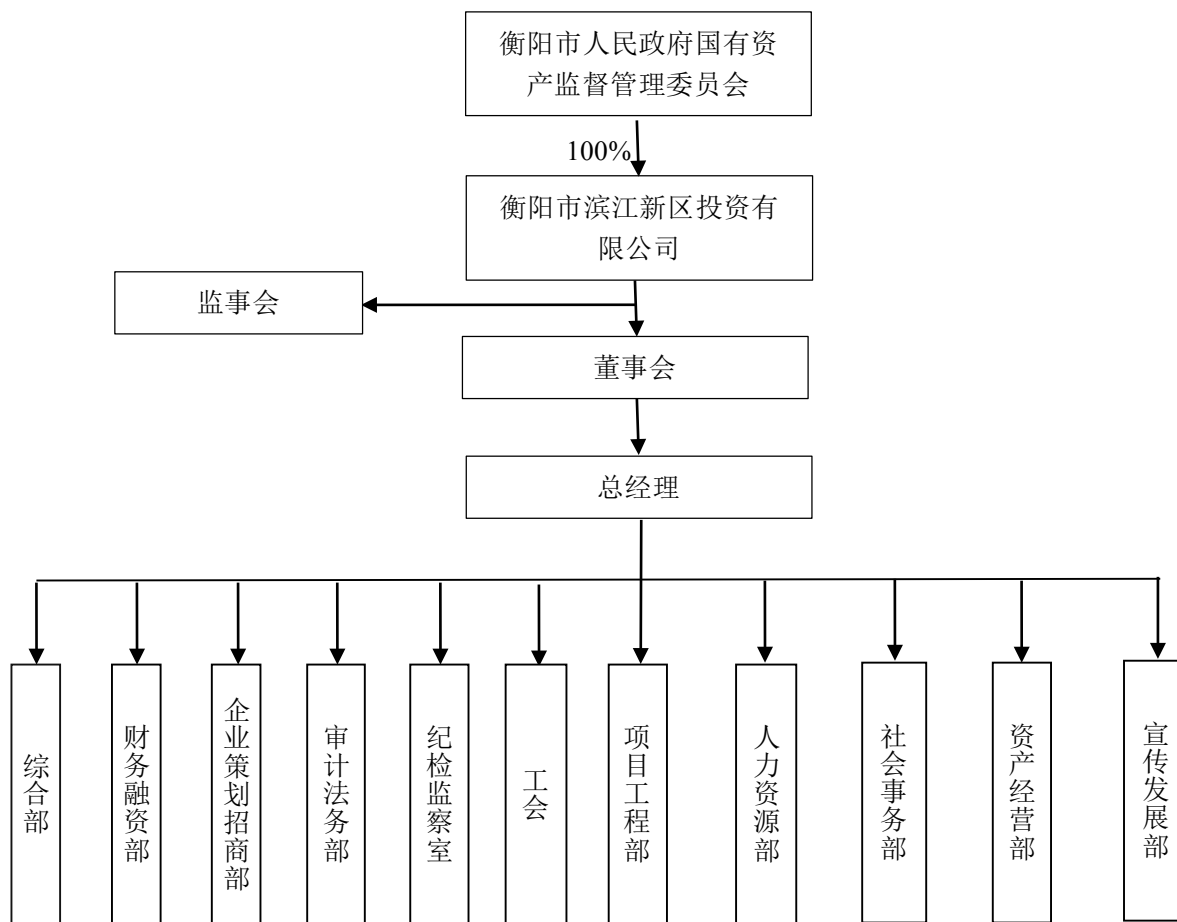 衡阳市人民政府国有资
产监督管理委员会
100%
衡阳市滨江新区投资有
限公司
监事会
董事会
总经理
综合部
财务融资部
企业策划招商部
审计法务部
纪检监察室
工会
项目工程部
人力资源部
社会事务部
资产经营部
宣传发展部